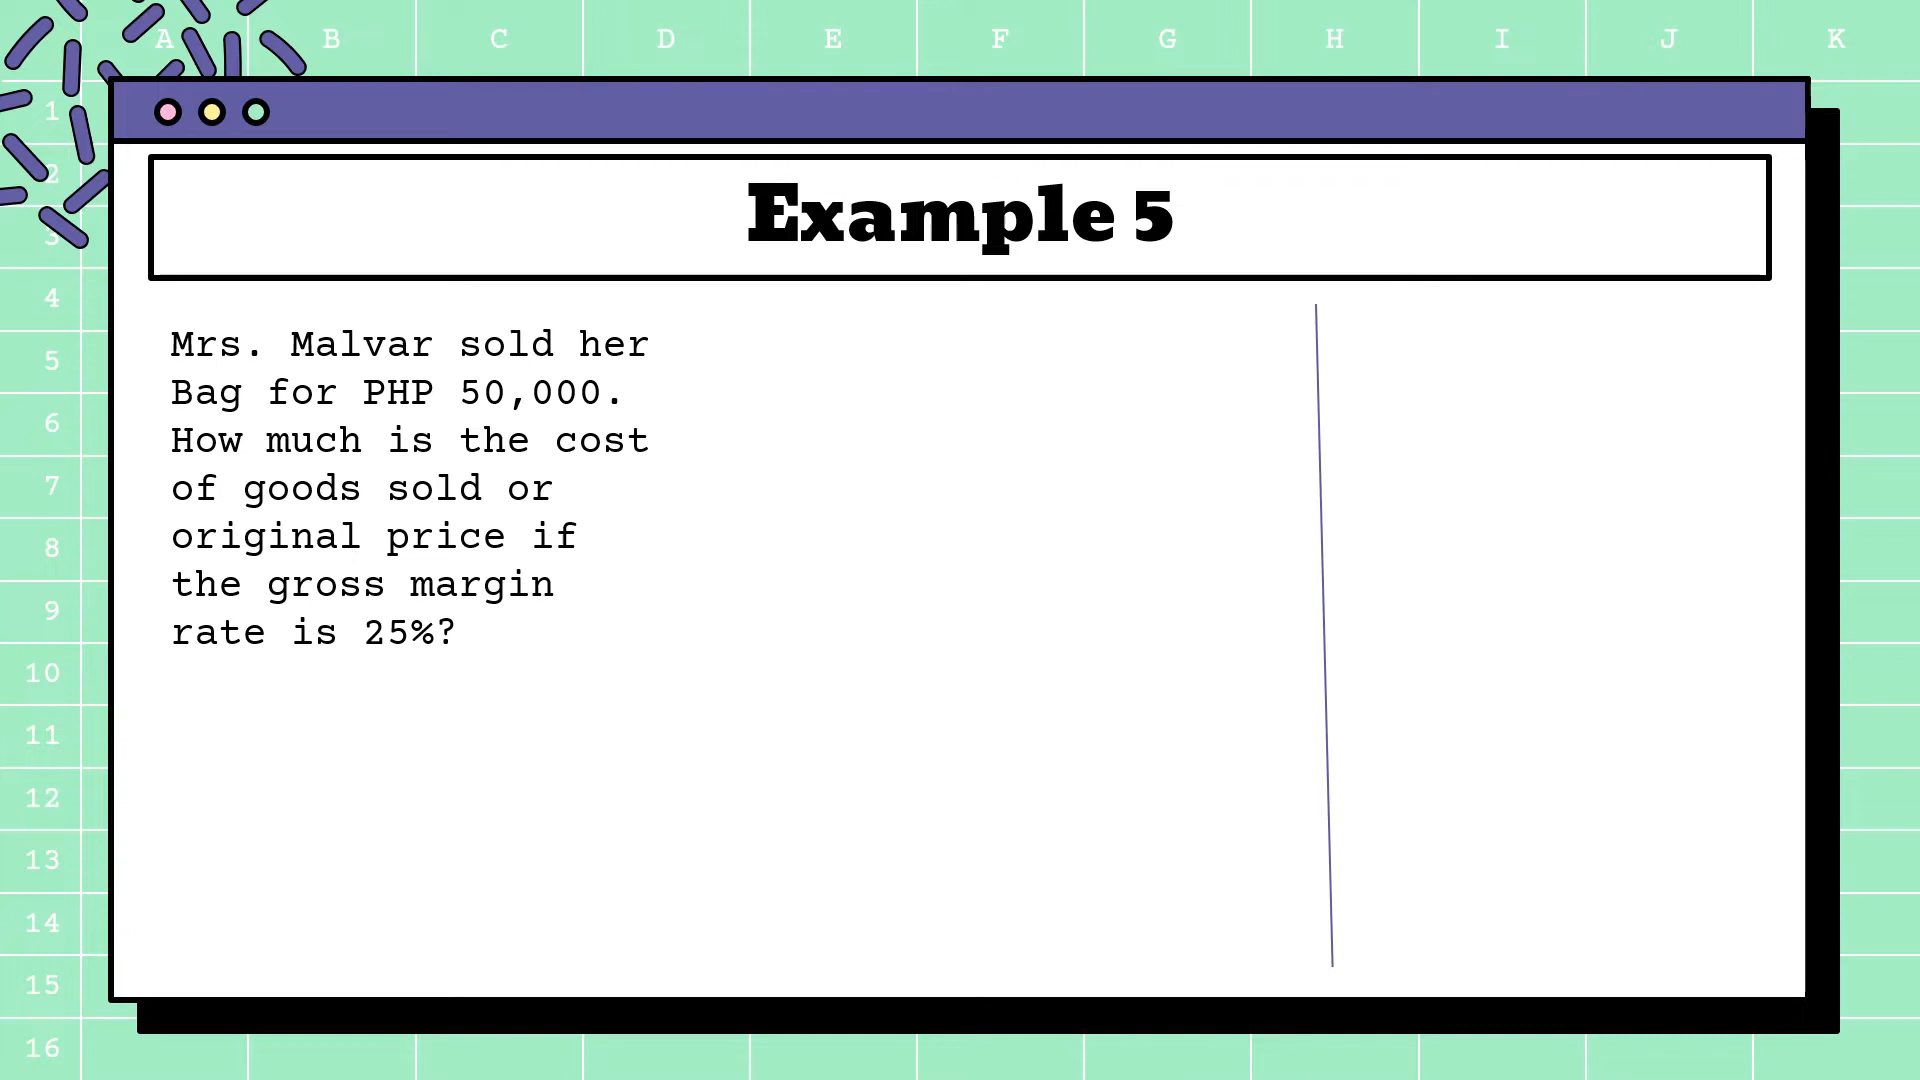 A B C D E F G H I J K
1
2
3
4
5
6
7
8
9
10
11
12
13
14
15
16
Example 5
Mrs. Malvar sold her
Bag for PHP 50,000.
How much is the cost
of goods sold or
original price if
the gross margin
rate is 25%?